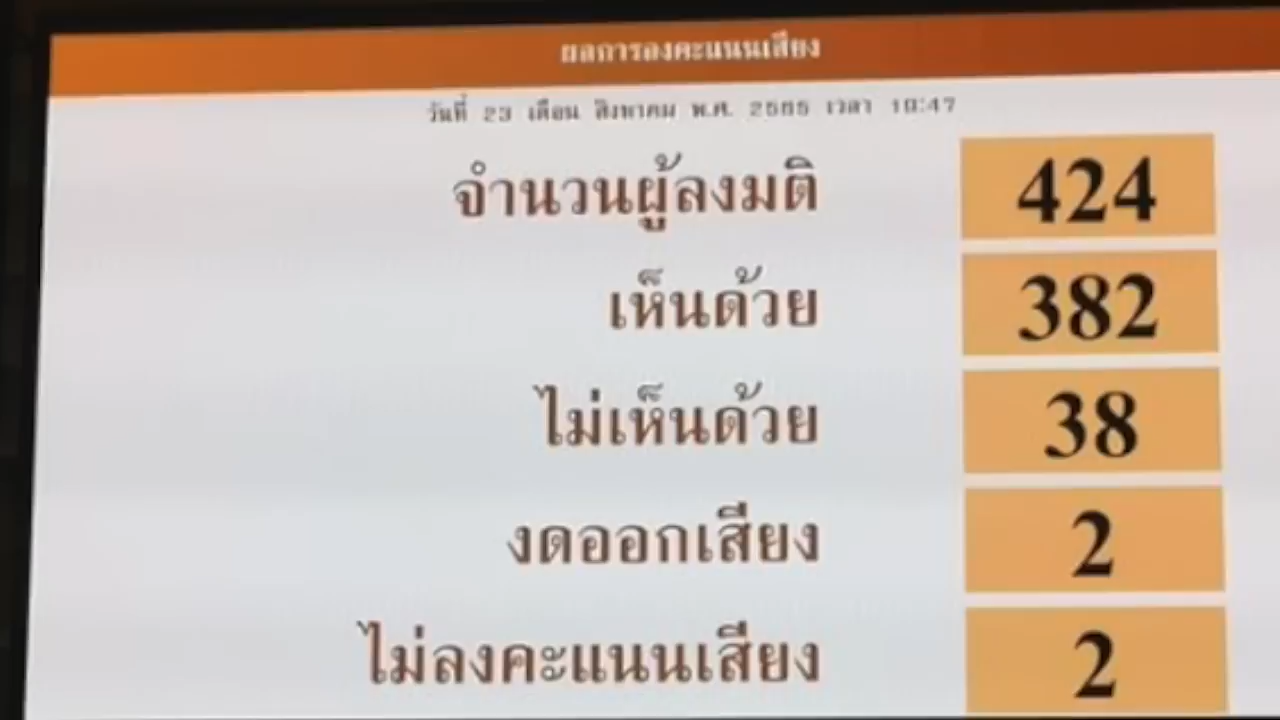 ผลการลงคะแนนเสียง
วันที่ 23 เดือน สิงหาคม พ.ศ. 2565 เวลา 10:47
จำนวนผู้ลงมติ 424
เห็นด้วย 382
ไม่เห็นด้วย 38
งดออกเสียง 2
ไม่ลงคะแนนเสียง 2